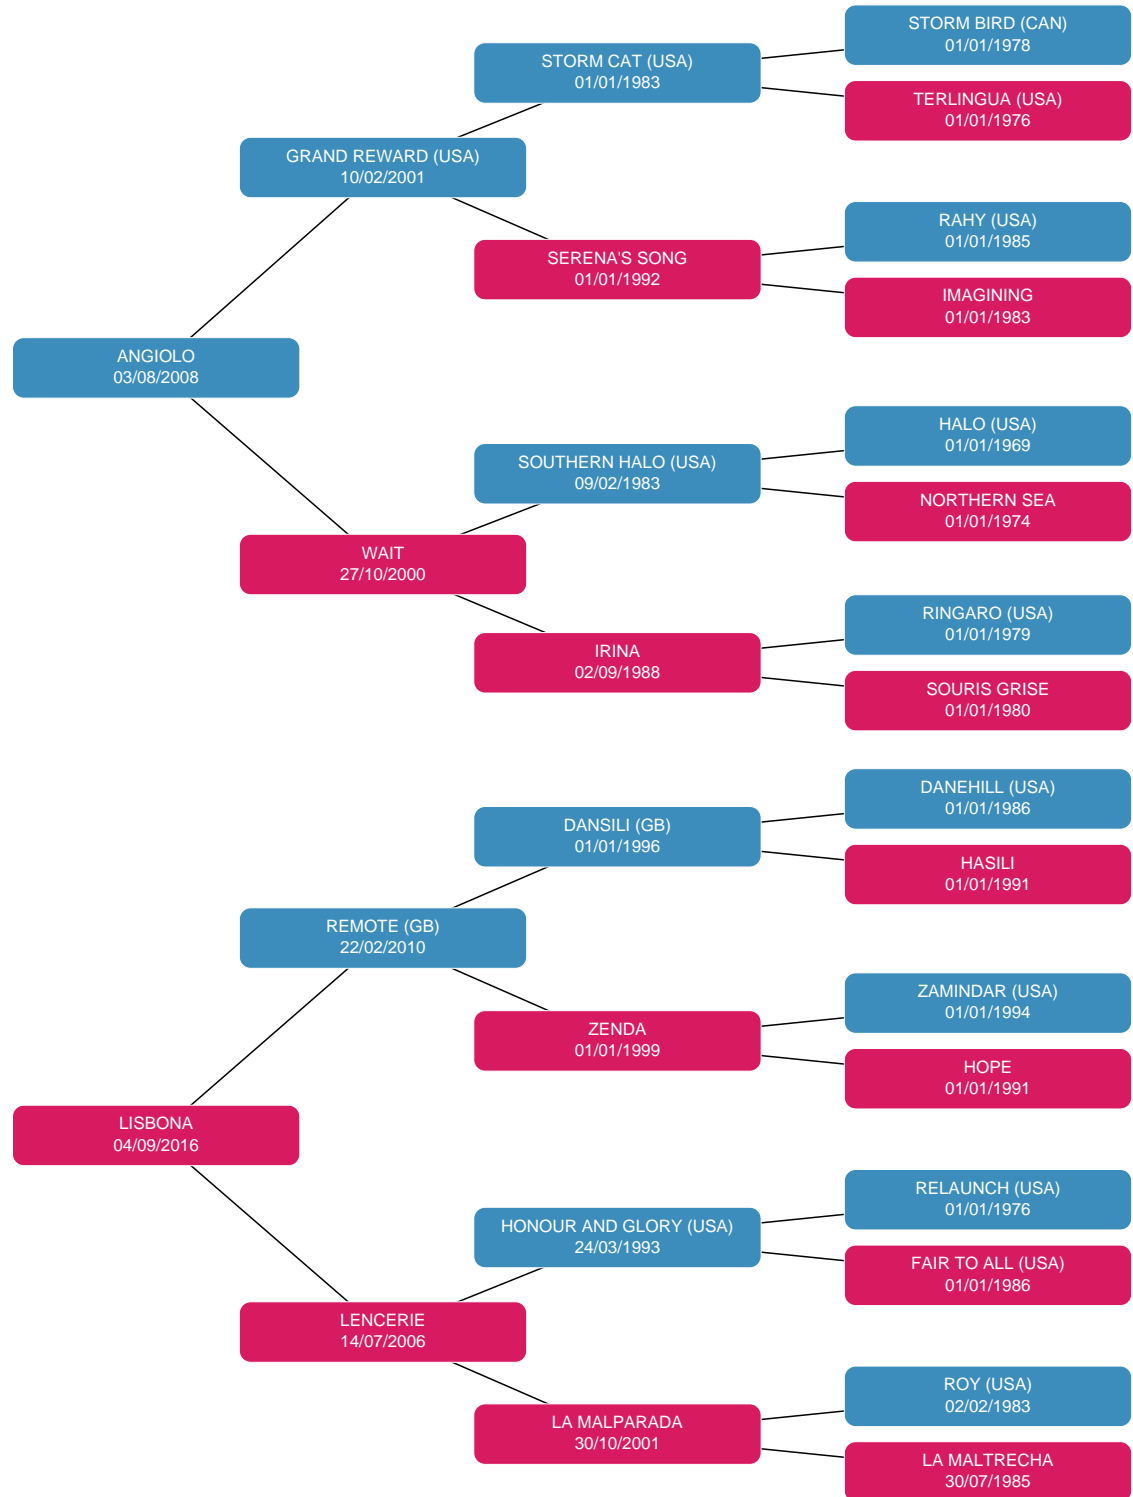 STORM BIRD (CAN)
01/01/1978
STORM CAT (USA)
01/01/1983
TERLINGUA (USA)
01/01/1976
GRAND REWARD (USA)
10/02/2001
RAHY (USA)
01/01/1985
SERENA'S SONG
01/01/1992
IMAGINING
01/01/1983
ANGIOLO
03/08/2008
HALO (USA)
01/01/1969
SOUTHERN HALO (USA)
09/02/1983
NORTHERN SEA
01/01/1974
WAIT
27/10/2000
RINGARO (USA)
01/01/1979
IRINA
02/09/1988
SOURIS GRISE
01/01/1980
DANEHILL (USA)
01/01/1986
DANSILI (GB)
01/01/1996
HASILI
01/01/1991
REMOTE (GB)
22/02/2010
ZAMINDAR (USA)
01/01/1994
ZENDA
01/01/1999
HOPE
01/01/1991
LISBONA
04/09/2016
RELAUNCH (USA)
01/01/1976
HONOUR AND GLORY (USA)
24/03/1993
FAIR TO ALL (USA)
01/01/1986
LENCERIE
14/07/2006
ROY (USA)
02/02/1983
LA MALPARADA
30/10/2001
LA MALTRECHA
30/07/1985